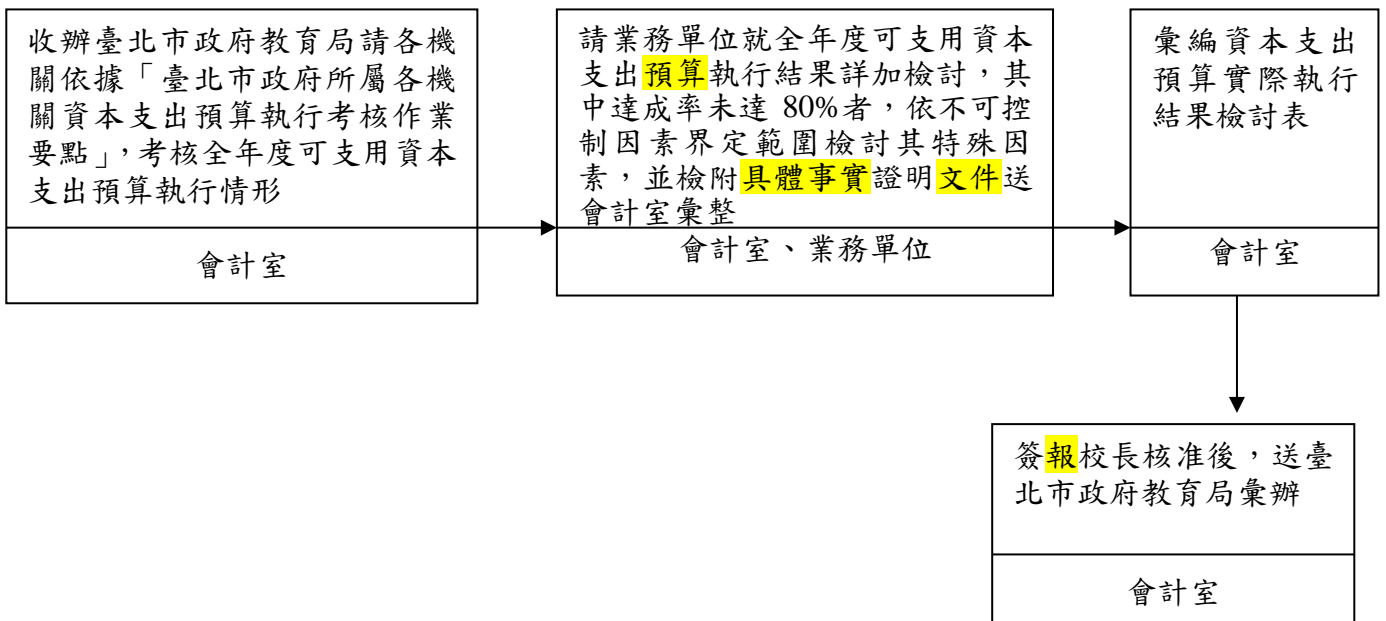 收辦臺北市政府教育局請各機
關依據「臺北市政府所屬各機
關資本支出預算執行考核作業
要點」,考核全年度可支用資本
支出預算執行情形
會計室
請業務單位就全年度可支用資本
支出預算執行結果詳加檢討,其
中達成率未達 80%者,依不可控
制因素界定範圍檢討其特殊因
素,並檢附具體事實證明文件送
會計室彙整
會計室、業務單位
彙編資本支出
預算實際執行
結果檢討表
會計室
簽報校長核准後,送臺
北市政府教育局彙辦
會計室